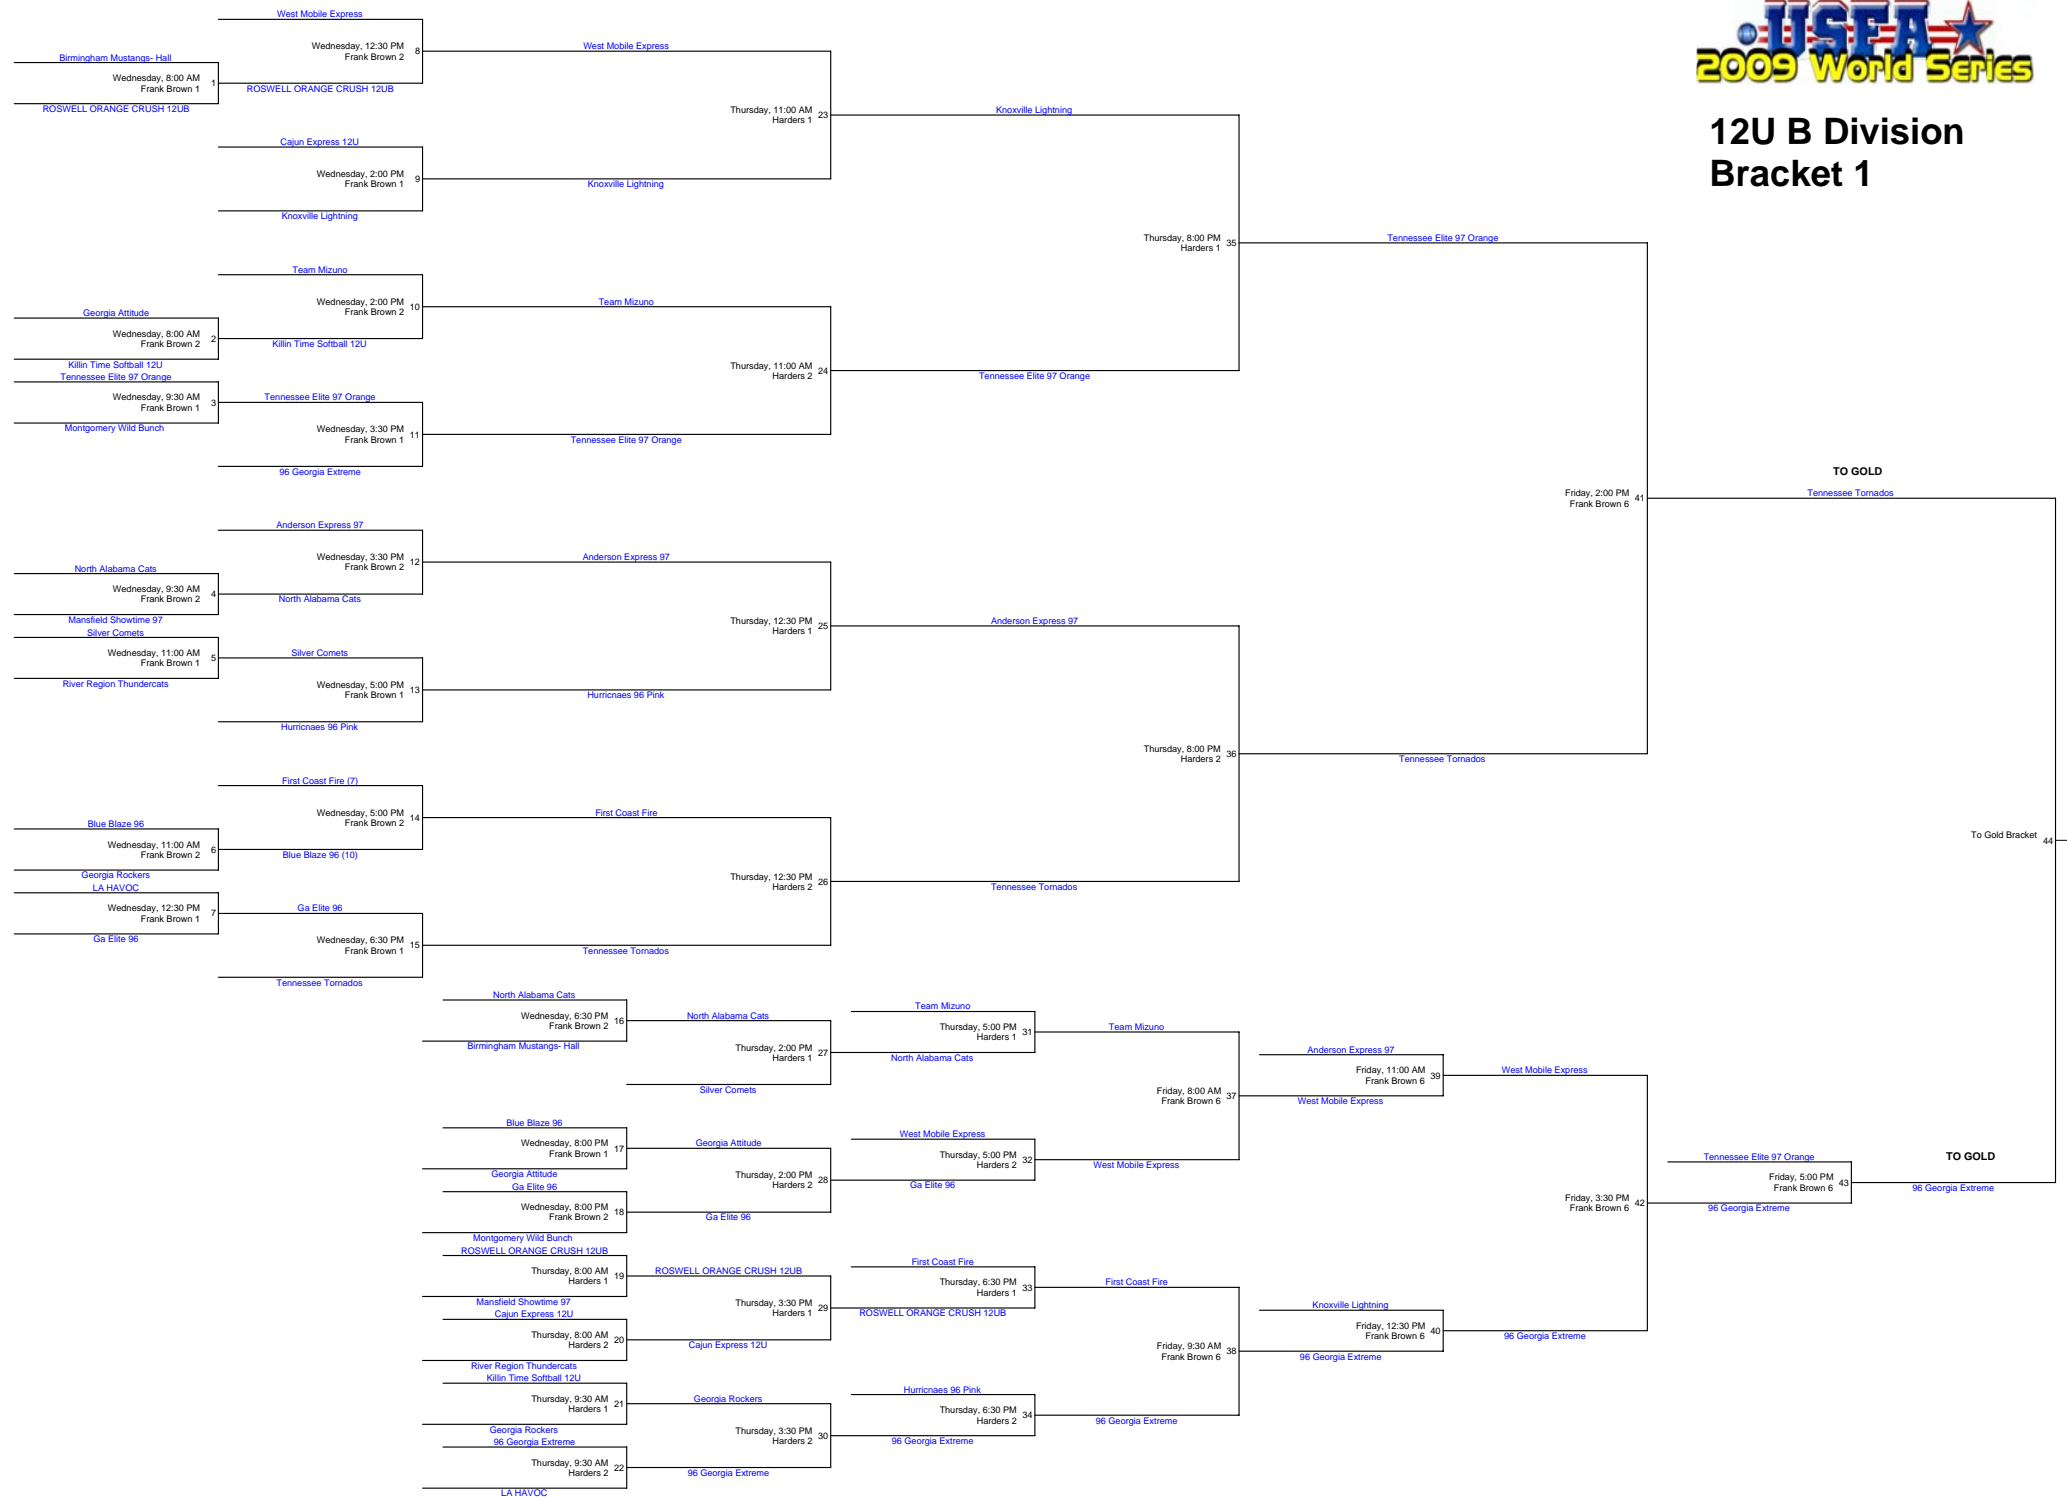 USFA
2009 World Series
12U B Division
Bracket 1
West Mobile Express
Wednesday, 12:30 PM
Frank Brown 2
8
West Mobile Express
Birmingham Mustangs- Hall
Wednesday, 8:00 AM
Frank Brown 1
1
ROSWELL ORANGE CRUSH 12UB
ROSWELL ORANGE CRUSH 12UB
Thursday, 11:00 AM
Harders 1
23
Knoxville Lightning
Cajun Express 12U
Wednesday, 2:00 PM
Frank Brown 1
9
Knoxville Lightning
Knoxville Lightning
Thursday, 8:00 PM
Harders 1
35
Tennessee Elite 97 Orange
Team Mizuno
Wednesday, 2:00 PM
Frank Brown 2
10
Team Mizuno
Georgia Attitude
Wednesday, 8:00 AM
Frank Brown 2
2
Killin Time Softball 12U
Killin Time Softball 12U
Thursday, 11:00 AM
Harders 2
24
Tennessee Elite 97 Orange
Tennessee Elite 97 Orange
Wednesday, 9:30 AM
Frank Brown 1
3
Tennessee Elite 97 Orange
Montgomery Wild Bunch
Wednesday, 3:30 PM
Frank Brown 1
11
Tennessee Elite 97 Orange
96 Georgia Extreme
TO GOLD
Friday, 2:00 PM
Frank Brown 6
41
Tennessee Tornados
Anderson Express 97
Wednesday, 3:30 PM
Frank Brown 2
12
Anderson Express 97
North Alabama Cats
Wednesday, 9:30 AM
Frank Brown 2
4
North Alabama Cats
Mansfield Showtime 97
Thursday, 12:30 PM
Harders 1
25
Anderson Express 97
Silver Comets
Wednesday, 11:00 AM
Frank Brown 1
5
Silver Comets
River Region Thundercats
Wednesday, 5:00 PM
Frank Brown 1
13
Hurricnaes 96 Pink
Hurricnaes 96 Pink
Thursday, 8:00 PM
Harders 2
36
Tennessee Tornados
First Coast Fire (7)
Wednesday, 5:00 PM
Frank Brown 2
14
First Coast Fire
Blue Blaze 96
Wednesday, 11:00 AM
Frank Brown 2
6
Blue Blaze 96 (10)
Georgia Rockers
To Gold Bracket
44
Thursday, 12:30 PM
Harders 2
26
Tennessee Tornados
LA HAVOC
Wednesday, 12:30 PM
Frank Brown 1
7
Ga Elite 96
Ga Elite 96
Wednesday, 6:30 PM
Frank Brown 1
15
Tennessee Tornados
Tennessee Tornados
North Alabama Cats
Wednesday, 6:30 PM
Frank Brown 2
16
North Alabama Cats
Birmingham Mustangs- Hall
Thursday, 2:00 PM
Harders 1
27
North Alabama Cats
Silver Comets
Team Mizuno
Thursday, 5:00 PM
Harders 1
31
Team Mizuno
Anderson Express 97
Friday, 11:00 AM
Frank Brown 6
39
West Mobile Express
Friday, 8:00 AM
Frank Brown 6
37
West Mobile Express
Blue Blaze 96
Wednesday, 8:00 PM
Frank Brown 1
17
Georgia Attitude
Georgia Attitude
Thursday, 2:00 PM
Harders 2
28
Ga Elite 96
West Mobile Express
Thursday, 5:00 PM
Harders 2
32
West Mobile Express
Ga Elite 96
Wednesday, 8:00 PM
Frank Brown 2
18
Ga Elite 96
Montgomery Wild Bunch
Tennessee Elite 97 Orange
TO GOLD
Friday, 5:00 PM
Frank Brown 6
43
96 Georgia Extreme
Friday, 3:30 PM
Frank Brown 6
42
96 Georgia Extreme
ROSWELL ORANGE CRUSH 12UB
Thursday, 8:00 AM
Harders 1
19
ROSWELL ORANGE CRUSH 12UB
Mansfield Showtime 97
Thursday, 3:30 PM
Harders 1
29
ROSWELL ORANGE CRUSH 12UB
First Coast Fire
Thursday, 6:30 PM
Harders 1
33
First Coast Fire
Cajun Express 12U
Thursday, 8:00 AM
Harders 2
20
Cajun Express 12U
River Region Thundercats
Knoxville Lightning
Friday, 12:30 PM
Frank Brown 6
40
96 Georgia Extreme
Friday, 9:30 AM
Frank Brown 6
38
96 Georgia Extreme
Killin Time Softball 12U
Thursday, 9:30 AM
Harders 1
21
Georgia Rockers
Georgia Rockers
Hurricnaes 96 Pink
Thursday, 6:30 PM
Harders 2
34
96 Georgia Extreme
Thursday, 3:30 PM
Harders 2
30
96 Georgia Extreme
96 Georgia Extreme
Thursday, 9:30 AM
Harders 2
22
96 Georgia Extreme
LA HAVOC